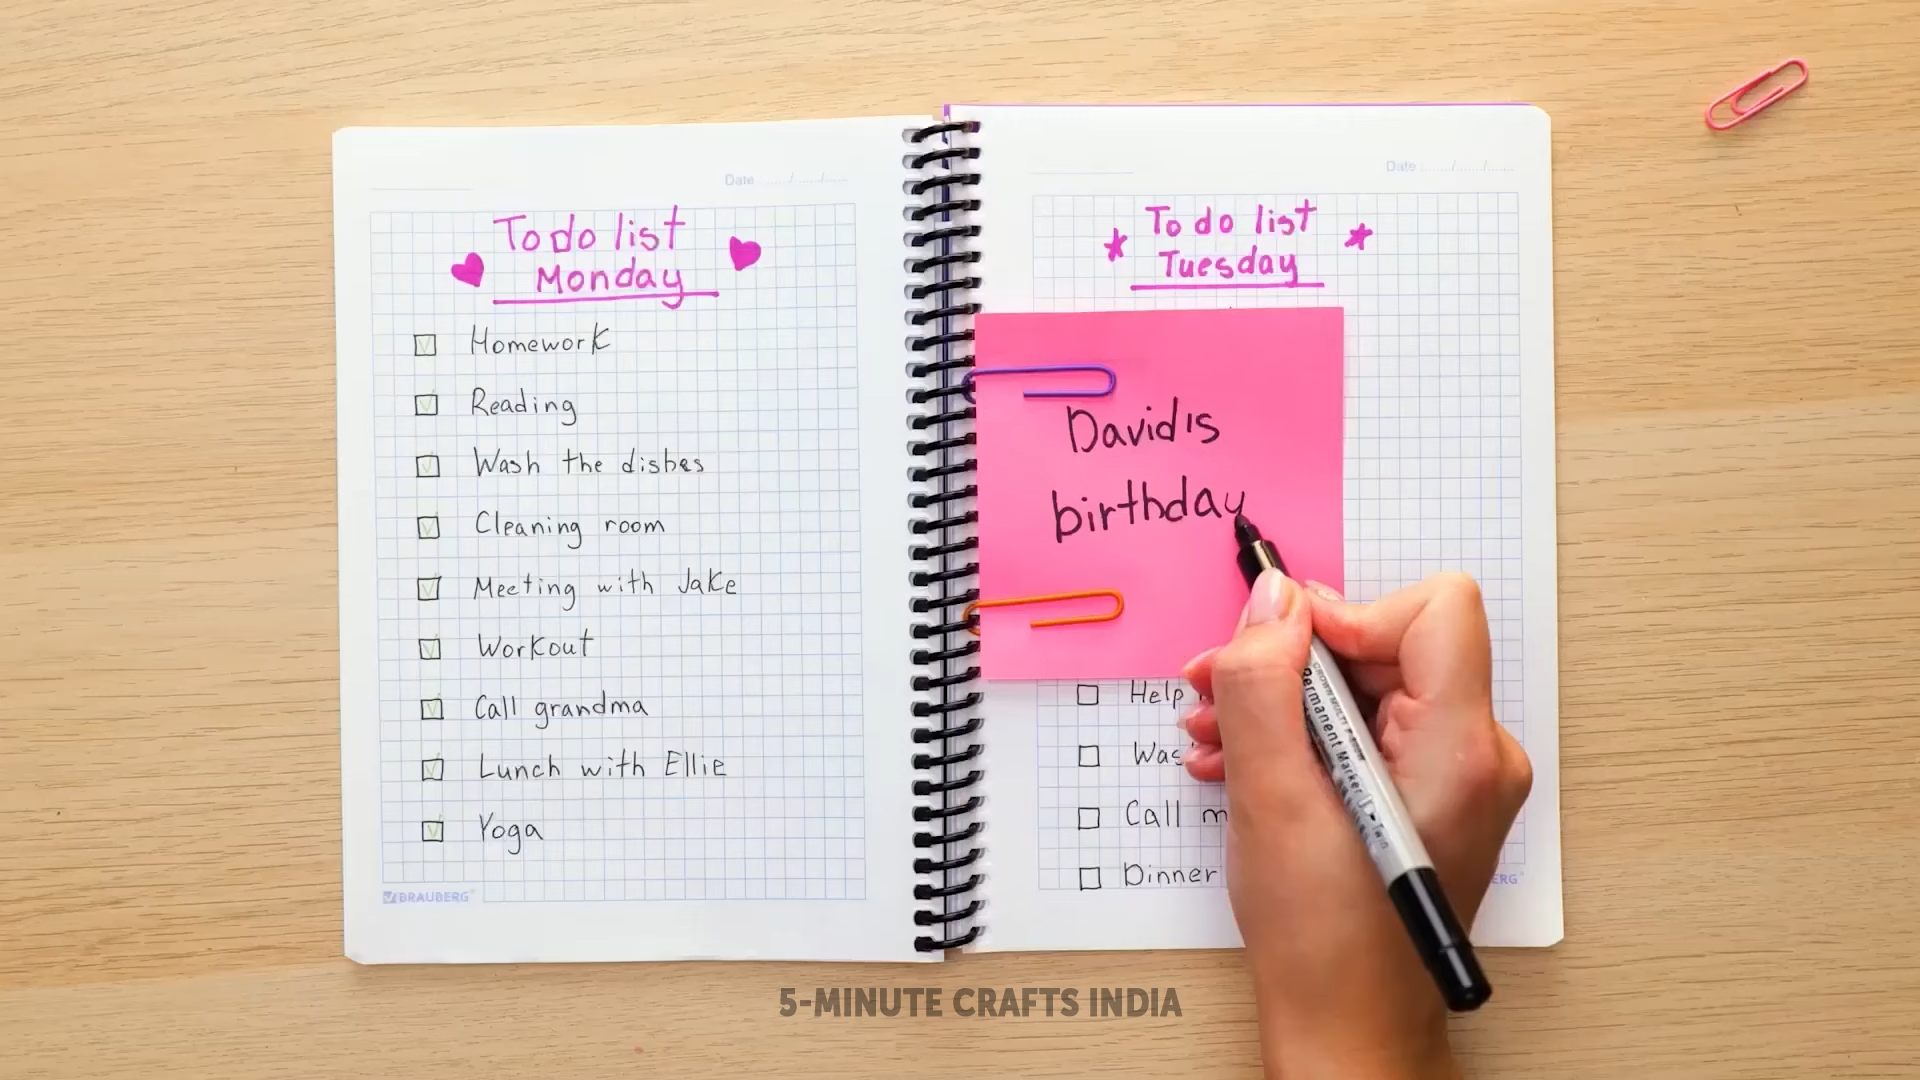 Date ....../....../......
To do list
Monday
Homework
Reading
Wash the dishes
Cleaning room
Meeting with Jake
Workout
Call grandma
Lunch with Ellie
Yoga
BRAUBERG
Date ....../....../......
To do list
Tuesday
David's
birthday
Help
Call
Dinner
Permanent Marker
Twin
5-MINUTE CRAFTS INDIA